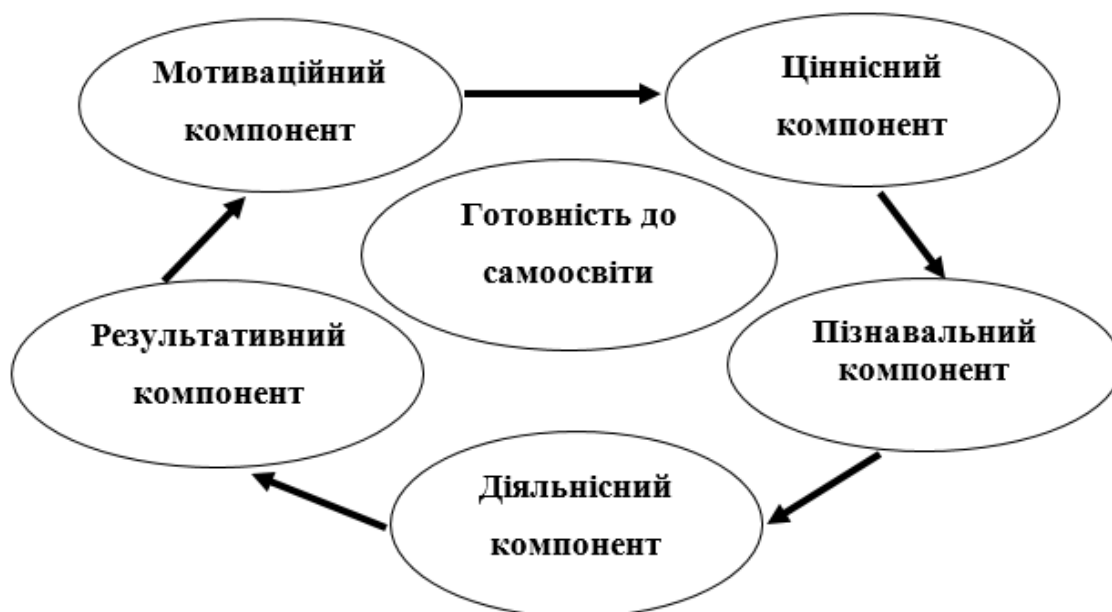 Мотиваційний
компонент
Ціннісний
компонент
Готовність до
самоосвіти
Результативний
компонент
Пізнавальний
компонент
Діяльнісний
компонент